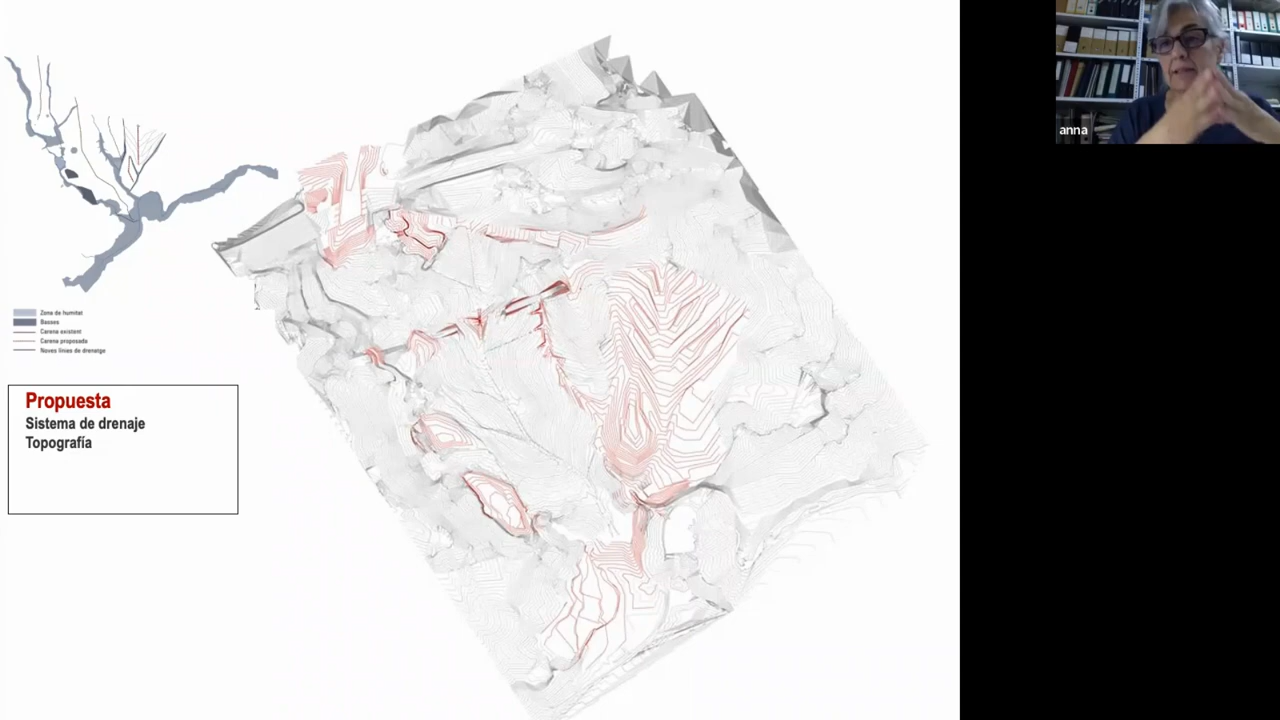 Zona de humitat
Basses
Carena existent
Carena proposada
Noves línies de drenatge
Propuesta
Sistema de drenaje
Topografía
anna